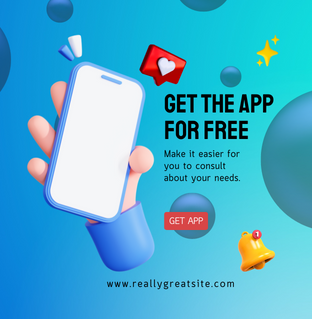 GET THE APP
FOR FREE
Make it easier for
you to consult
about your needs.
GET APP
www.reallygreatsite.com